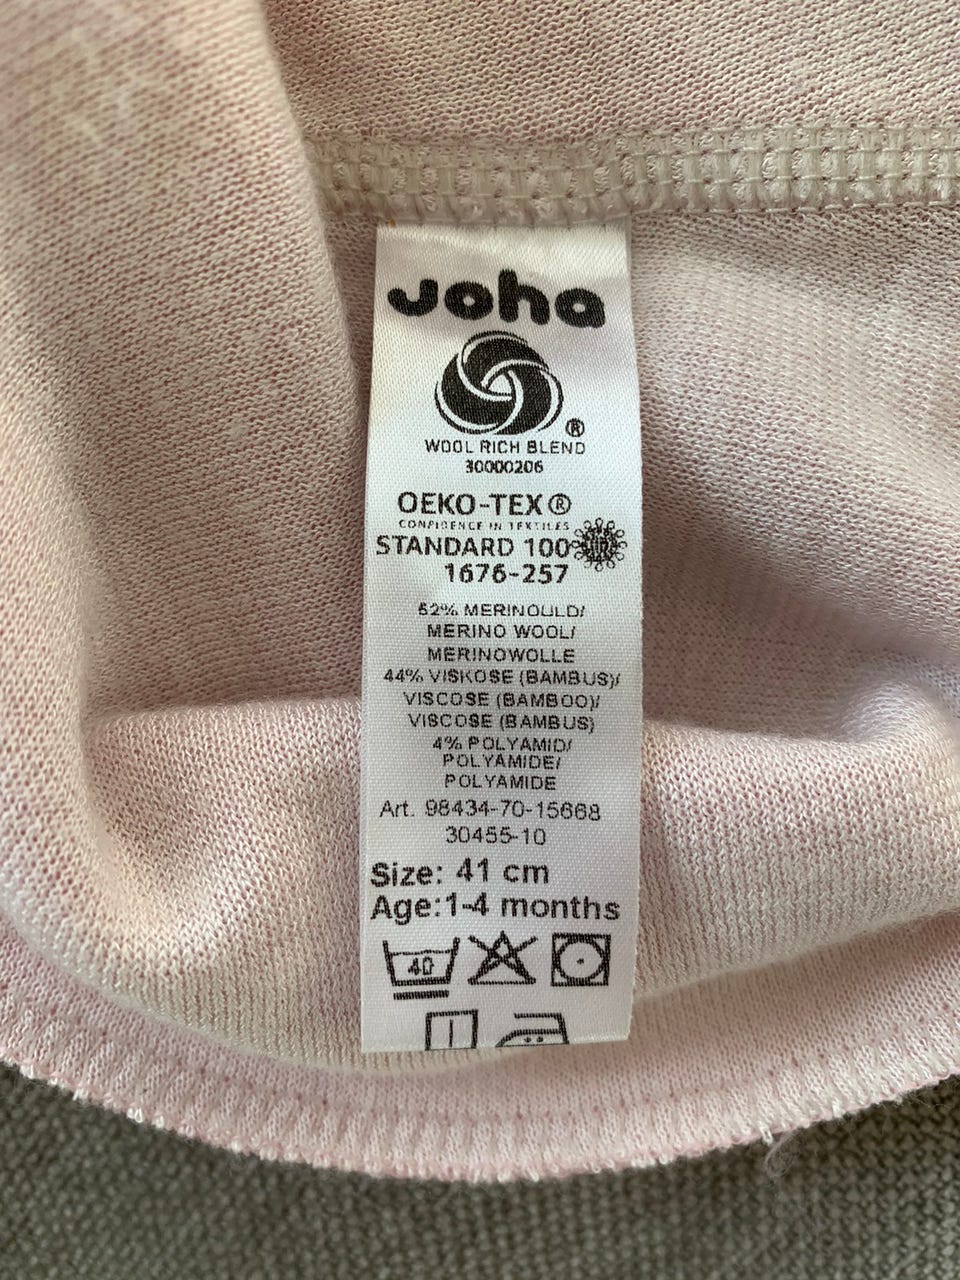 Joha
®
WOOL RICH BLEND
30000206
OEKO-TEX®
CONFIDENCE IN TEXTILES
STANDARD 100
1676-257
52% MERINOULD/
MERINO WOOL/
MERINOWOLLE
44% VISKOSE (BAMBUS)/
VISCOSE (BAMBOO)/
VISCOSE (BAMBUS)
4% POLYAMID/
POLYAMIDE/
POLYAMIDE
Art. 98434-70-15668
30455-10
Size: 41 cm
Age:1-4 months
40